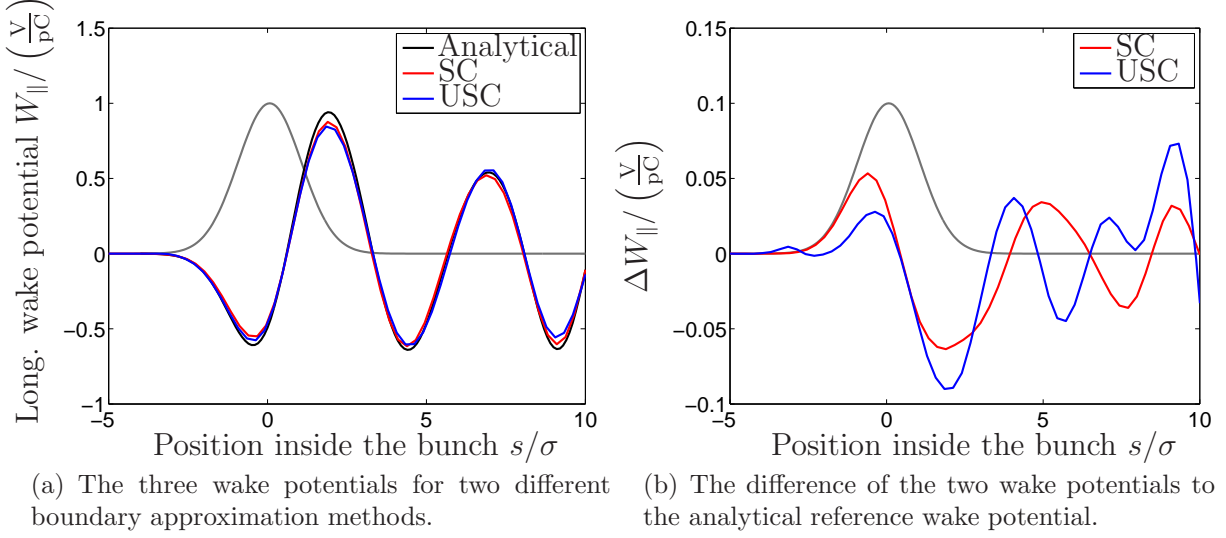 Long. wake potential W∥/ (V/pC)
1.5
1
0.5
0
−0.5
−1
−5
0
5
10
Analytical
SC
USC
Position inside the bunch s/σ
(a) The three wake potentials for two different
boundary approximation methods.
ΔW∥/ (V/pC)
0.15
0.1
0.05
0
−0.05
−0.1
−5
0
5
10
SC
USC
Position inside the bunch s/σ
(b) The difference of the two wake potentials to
the analytical reference wake potential.